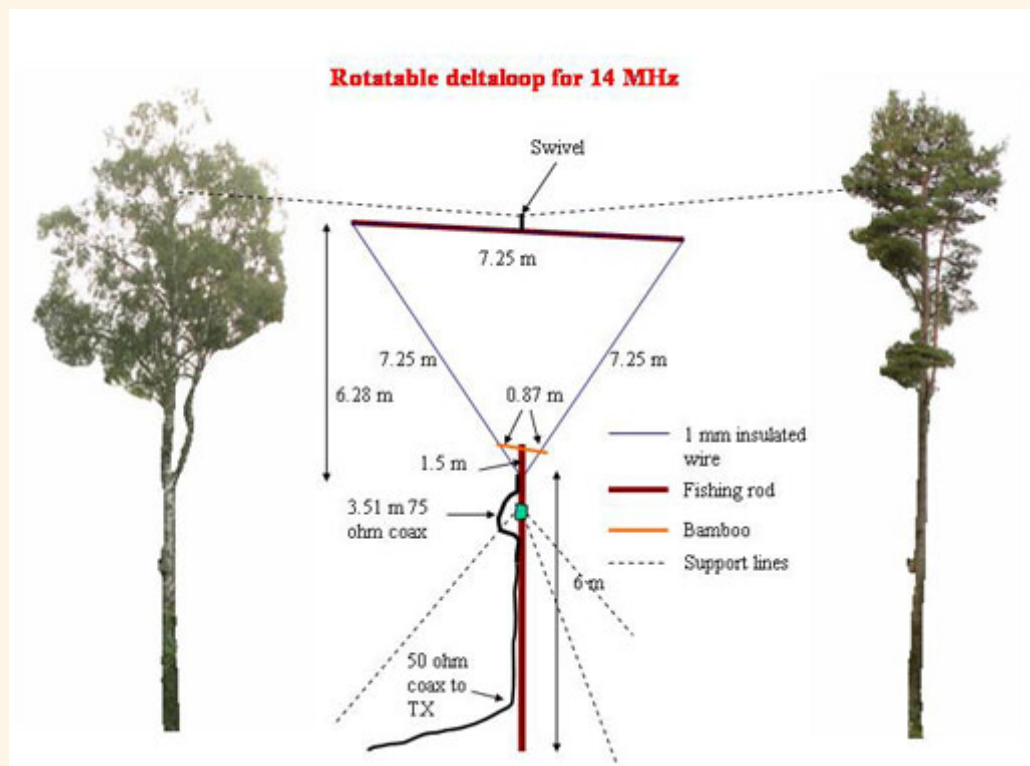 Rotatable deltaloop for 14 MHz
Swivel
7.25 m
7.25 m
7.25 m
6.28 m
0.87 m
1.5 m
3.51 m 75
ohm coax
1 mm insulated
wire
Fishing rod
Bamboo
Support lines
6 m
50 ohm
coax to
TX